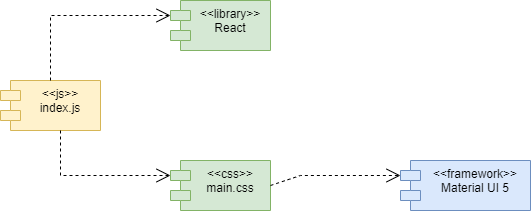 <<library>>
React
<<js>>
index.js
<<css>>
main.css
<<framework>>
Material UI 5